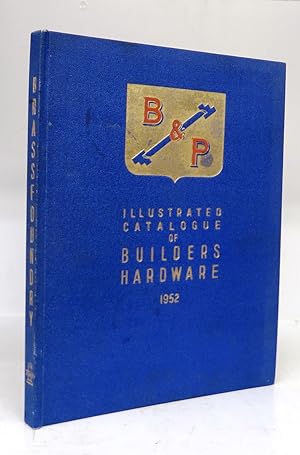 BRASSFOUNDRY
B & P
ILLUSTRATED
CATALOGUE
OF
BUILDERS
HARDWARE
1952